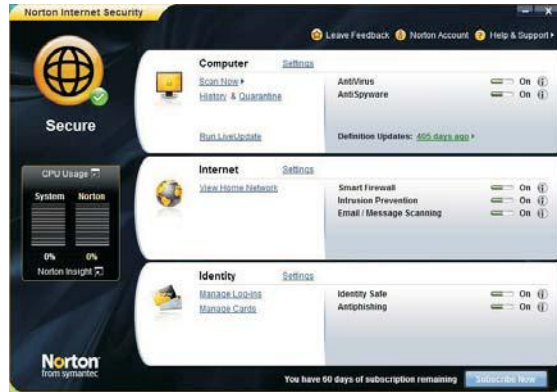 Norton Internet Security
Leave Feedback Norton Account Help & Support
Secure
CPU Usage
System Norton
0% 0%
Norton Insight
Computer Settings
Scan Now
History & Quarantine
Run LiveUpdate
AntiVirus On
AntiSpyware On
Definition Updates: 405 days ago
Internet Settings
View Home Network
Smart Firewall On
Intrusion Prevention On
Email / Message Scanning On
Identity Settings
Manage Log-ins
Manage Cards
Identity Safe On
Antiphishing On
Norton
from symantec
You have 60 days of subscription remaining Subscribe Now